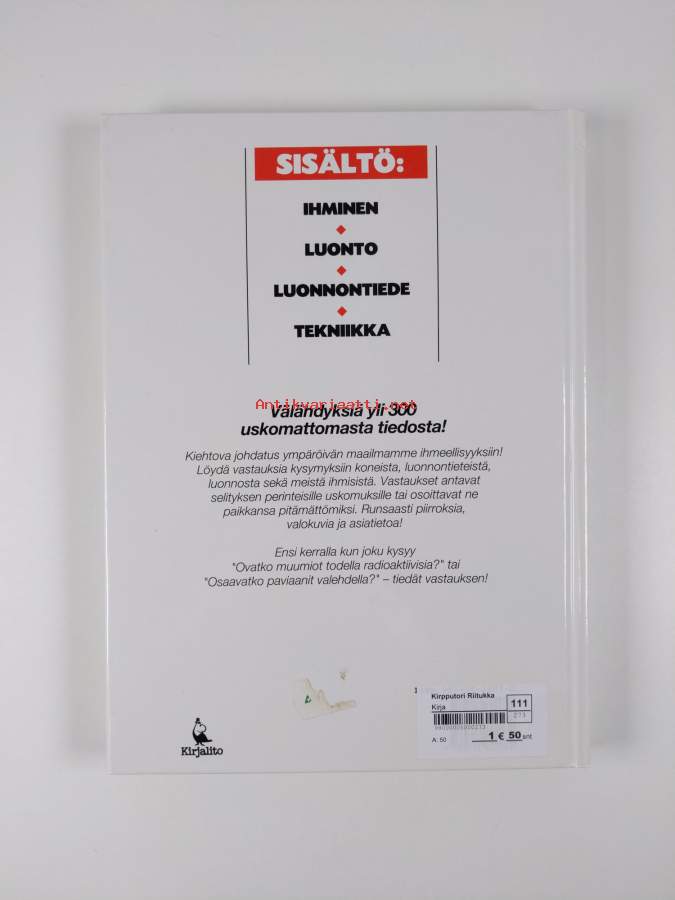 SISÄLTÖ:
IHMINEN
LUONTO
LUONNONTIEDE
TEKNIIKKA
Antikvariaatti.net
Väländyksiä yli 300
uskomattomasta tiedosta!
Kiehtova johdatus ympäröivän maailmamme ihmeellisyyksiin!
Löydä vastauksia kysymyksiin koneista, luonnontieteistä,
luonnosta sekä meistä ihmisistä. Vastaukset antavat
selityksen perinteisille uskomuksille tai osoittavat ne
paikkansa pitämättömiksi. Runsaasti piirroksia,
valokuvia ja asiatietoa!
Ensi kerralla kun joku kysyy
"Ovatko muumiot todella radioaktiivisia?" tai
"Osaavatko paviaanit valehdella?" – tiedät vastauksen!
Kirjalito
Kirpputori Riitukka
Kirja
111
273
A: 50
1 € 50 snt